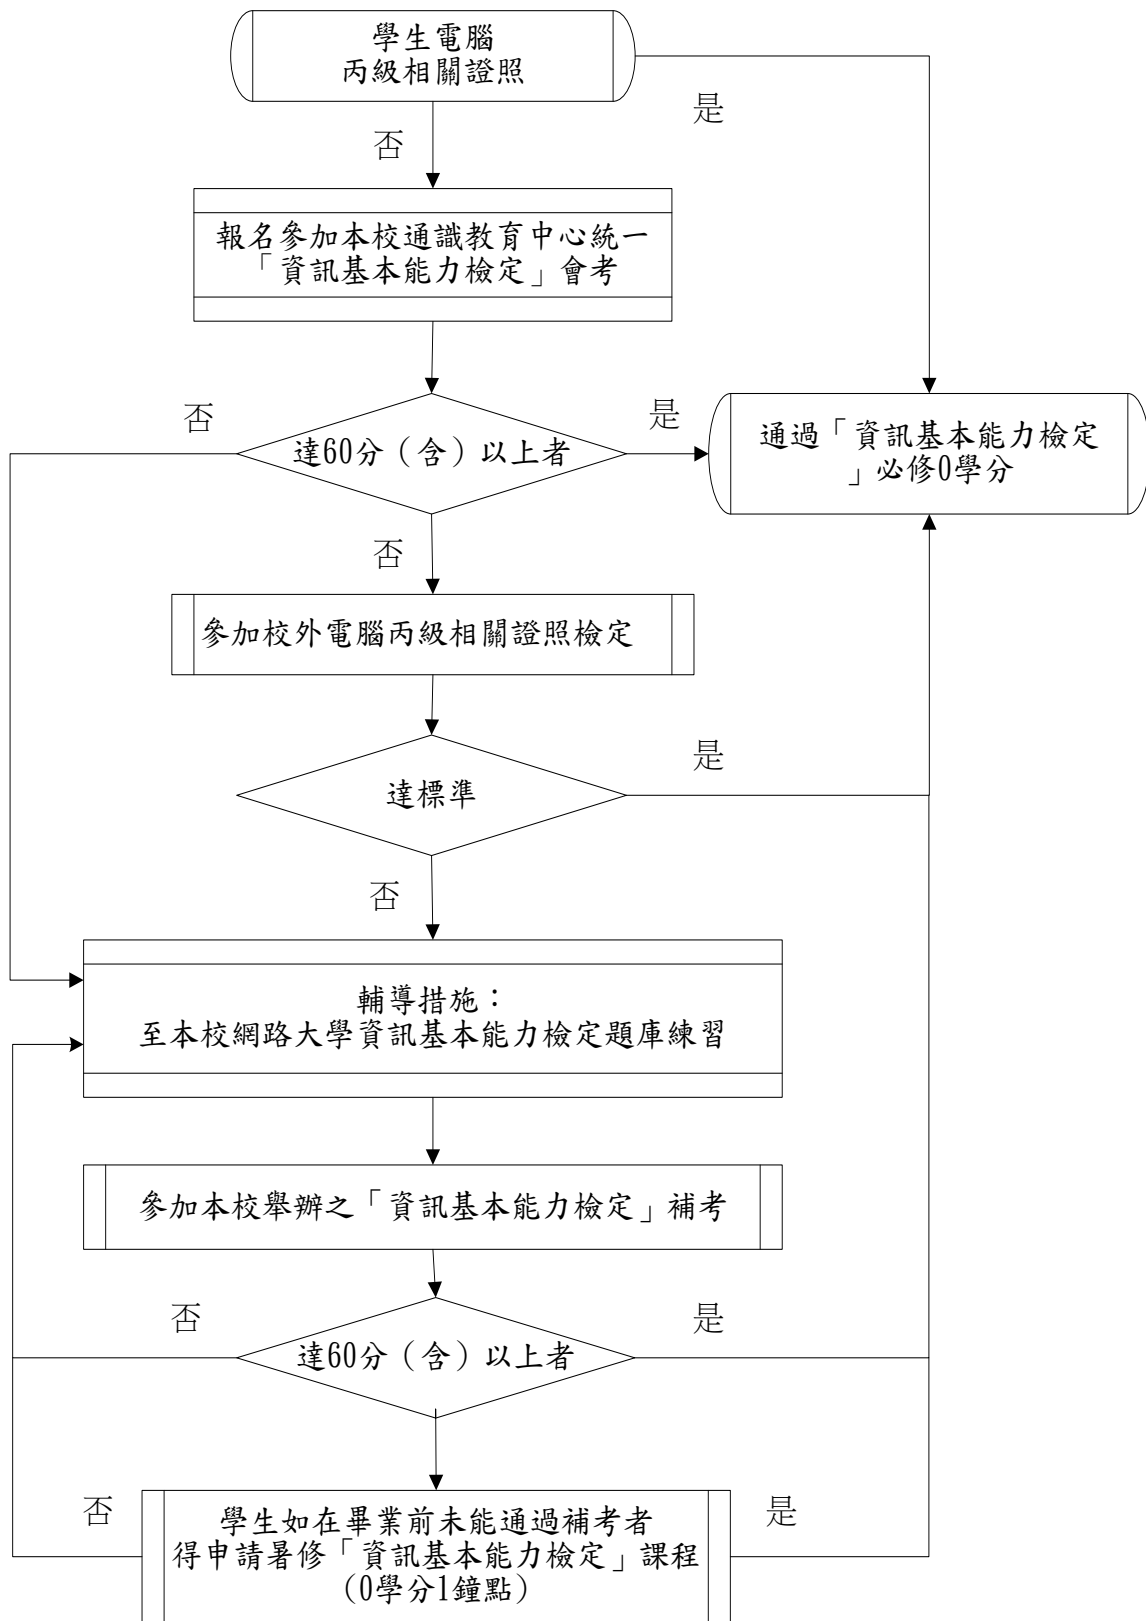 學生電腦
丙級相關證照
是
否
報名參加本校通識教育中心統一
「資訊基本能力檢定」會考
否
是
達60分（含）以上者
通過「資訊基本能力檢定
」必修0學分
否
參加校外電腦丙級相關證照檢定
是
達標準
否
輔導措施：
至本校網路大學資訊基本能力檢定題庫練習
參加本校舉辦之「資訊基本能力檢定」補考
否
是
達60分（含）以上者
否
是
學生如在畢業前未能通過補考者
得申請暑修「資訊基本能力檢定」課程
（0學分1鐘點）